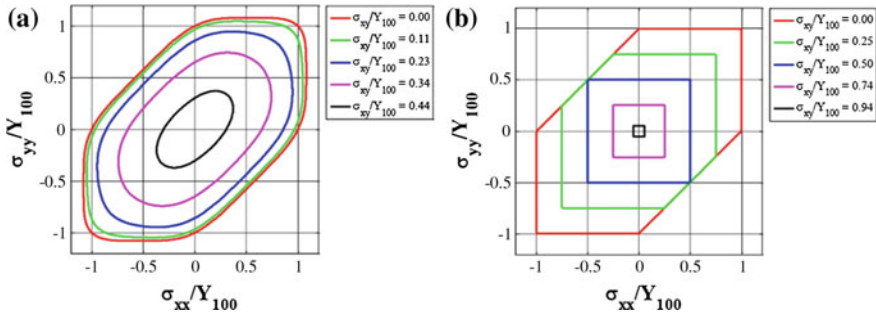 (a)
σyy/Y100
1
0.5
0
-0.5
-1
-1 -0.5 0 0.5 1
σxx/Y100
σxy/Y100 = 0.00
σxy/Y100 = 0.11
σxy/Y100 = 0.23
σxy/Y100 = 0.34
σxy/Y100 = 0.44
(b)
σyy/Y100
1
0.5
0
-0.5
-1
-1 -0.5 0 0.5 1
σxx/Y100
σxy/Y100 = 0.00
σxy/Y100 = 0.25
σxy/Y100 = 0.50
σxy/Y100 = 0.74
σxy/Y100 = 0.94